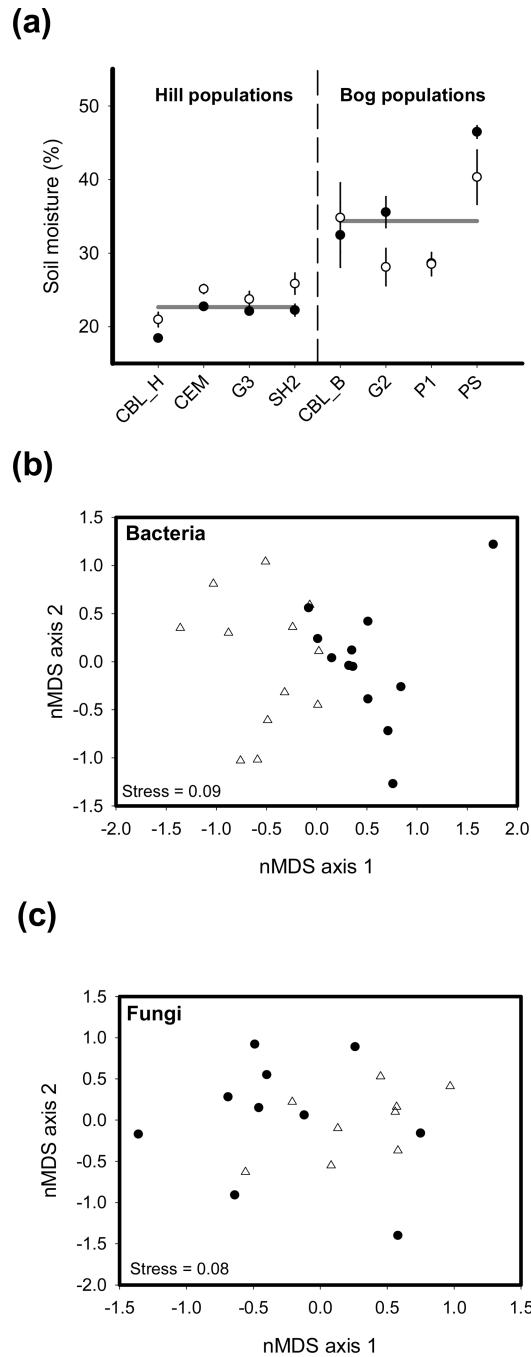 (a)
Hill populations
Bog populations
Soil moisture (%)
50
40
30
20
CBL_H
CEM
G3
SH2
CBL_B
G2
P1
PS
(b)
Bacteria
nMDS axis 2
1.5
1.0
0.5
0.0
-0.5
-1.0
-1.5
Stress = 0.09
-2.0 -1.5 -1.0 -0.5 0.0 0.5 1.0 1.5 2.0
nMDS axis 1
(c)
Fungi
nMDS axis 2
1.5
1.0
0.5
0.0
-0.5
-1.0
-1.5
-2.0
Stress = 0.08
-1.5 -1.0 -0.5 0.0 0.5 1.0 1.5
nMDS axis 1